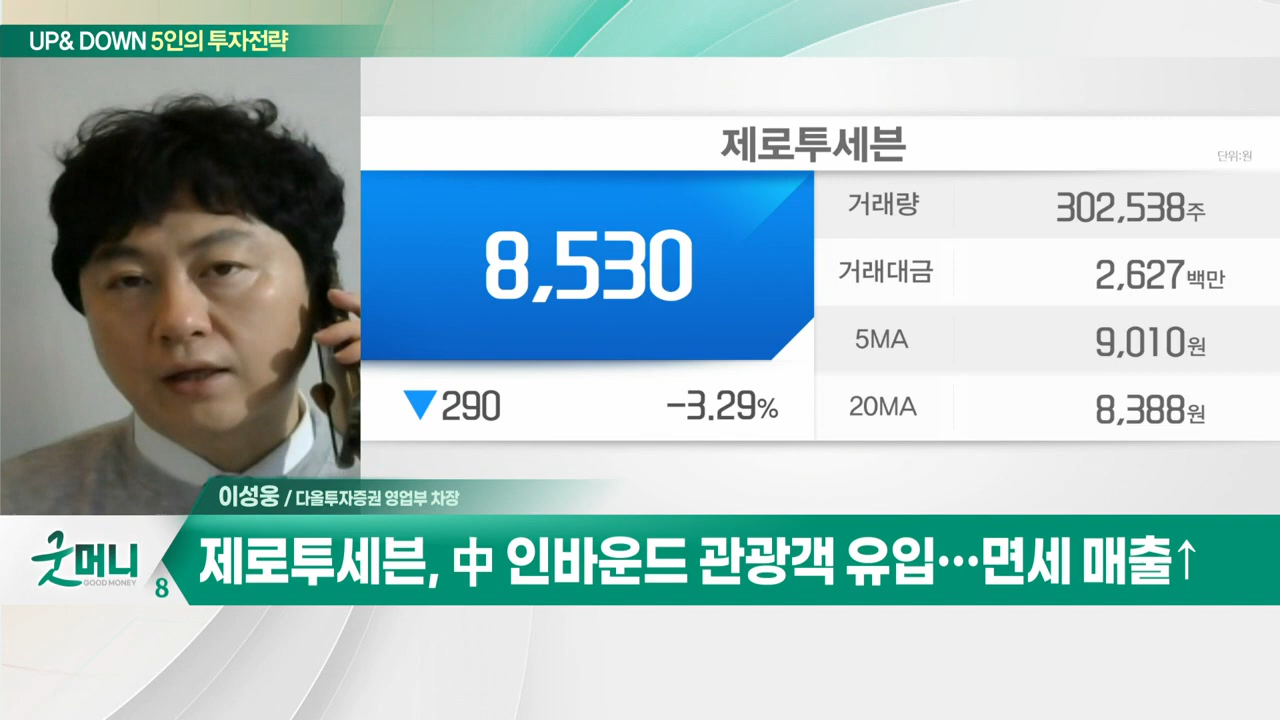 UP& DOWN 5인의 투자전략
제로투세븐
단위:원
8,530
▼290 -3.29%
거래량 302,538주
거래대금 2,627백만
5MA 9,010원
20MA 8,388원
이성웅 / 다올투자증권 영업부 차장
굿머니
GOOD MONEY
8
제로투세븐, 中 인바운드 관광객 유입…면세 매출↑